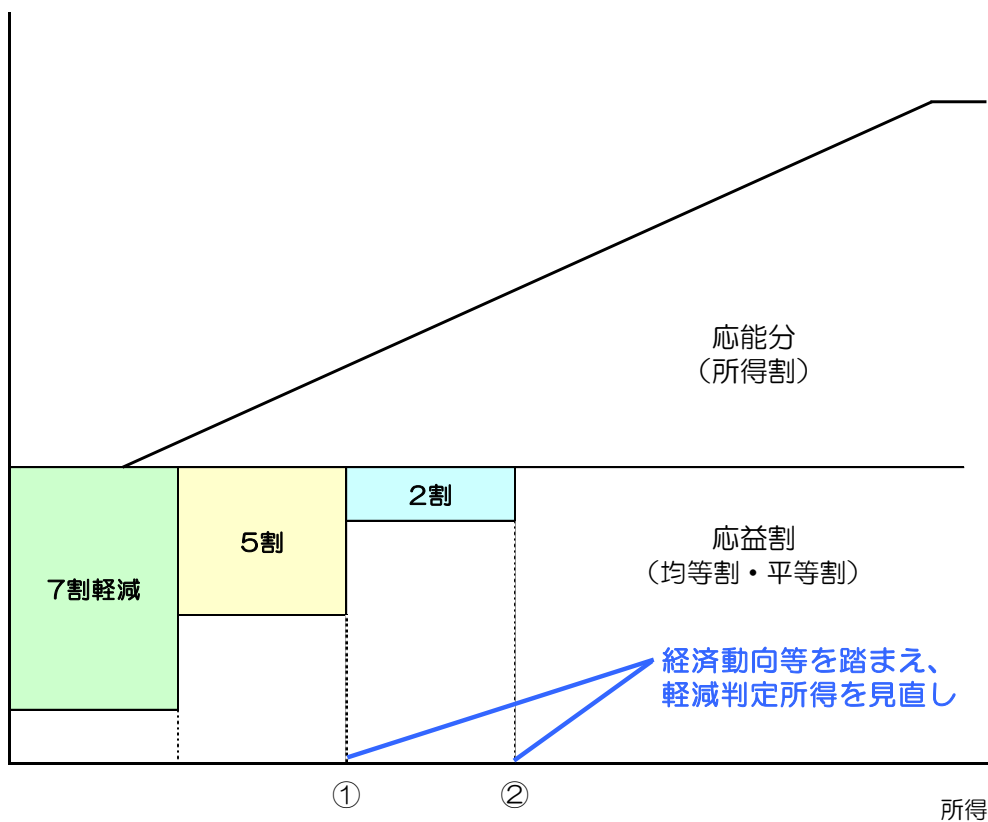 応能分
（所得割）
2割
5割
7割軽減
応益割
（均等割・平等割）
経済動向等を踏まえ、
軽減判定所得を見直し
①
②
所得